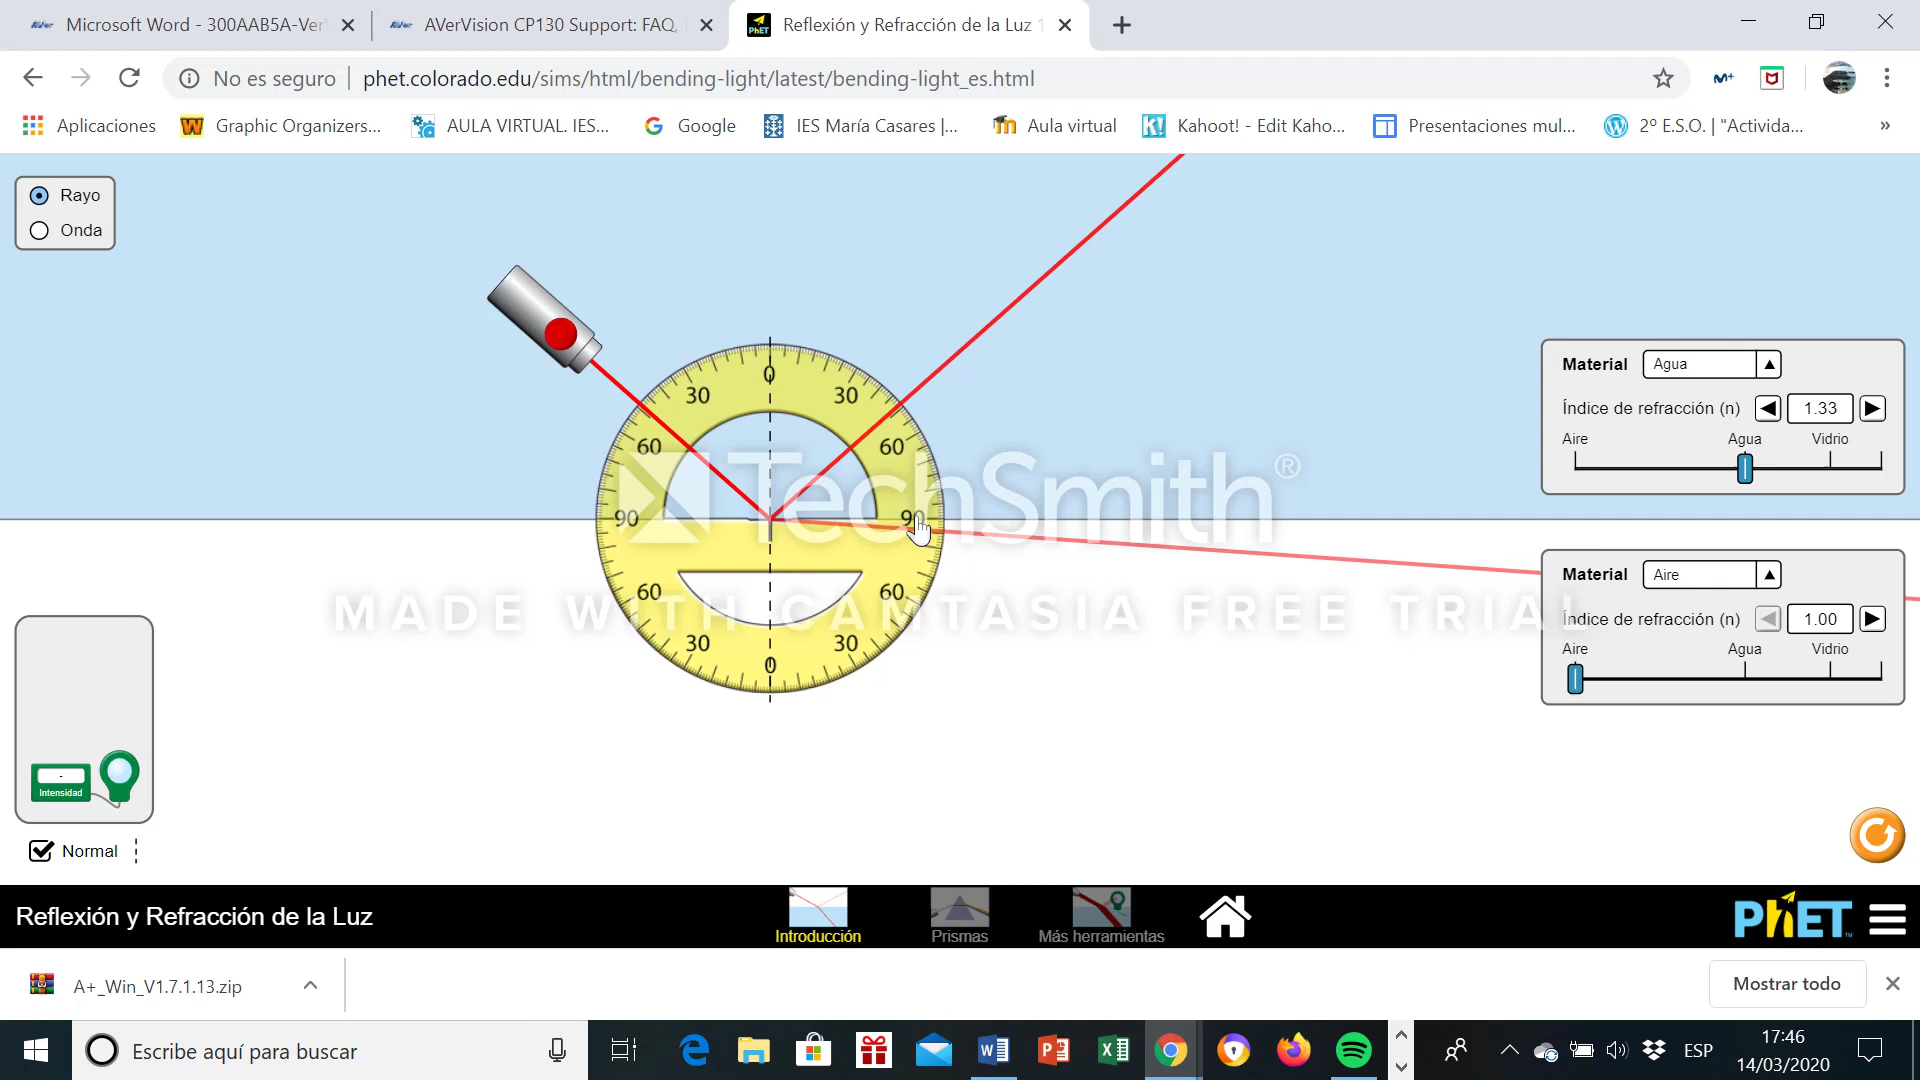 Microsoft Word - 300AAB5A-Ver
AVerVision CP130 Support: FAQ,
Reflexión y Refracción de la Luz 1
No es seguro | phet.colorado.edu/sims/html/bending-light/latest/bending-light_es.html
Aplicaciones
Graphic Organizers...
AULA VIRTUAL. IES...
Google
IES María Casares |...
Aula virtual
Kahoot! - Edit Kaho...
Presentaciones mul...
2º E.S.O. | "Activida...
»
Rayo
Onda
0
30 30
60 60
90 90
60 60
30 30
0
TechSmith®
MADE WITH CAMTASIA FREE TRIAL
Material Agua
Índice de refracción (n) 1.33
Aire Agua Vidrio
Material Aire
Índice de refracción (n) 1.00
Aire Agua Vidrio
-
Intensidad
Normal
Reflexión y Refracción de la Luz
Introducción
Prismas
Más herramientas
PhET
A+_Win_V1.7.1.13.zip
Mostrar todo
Escribe aquí para buscar
ESP
17:46
14/03/2020